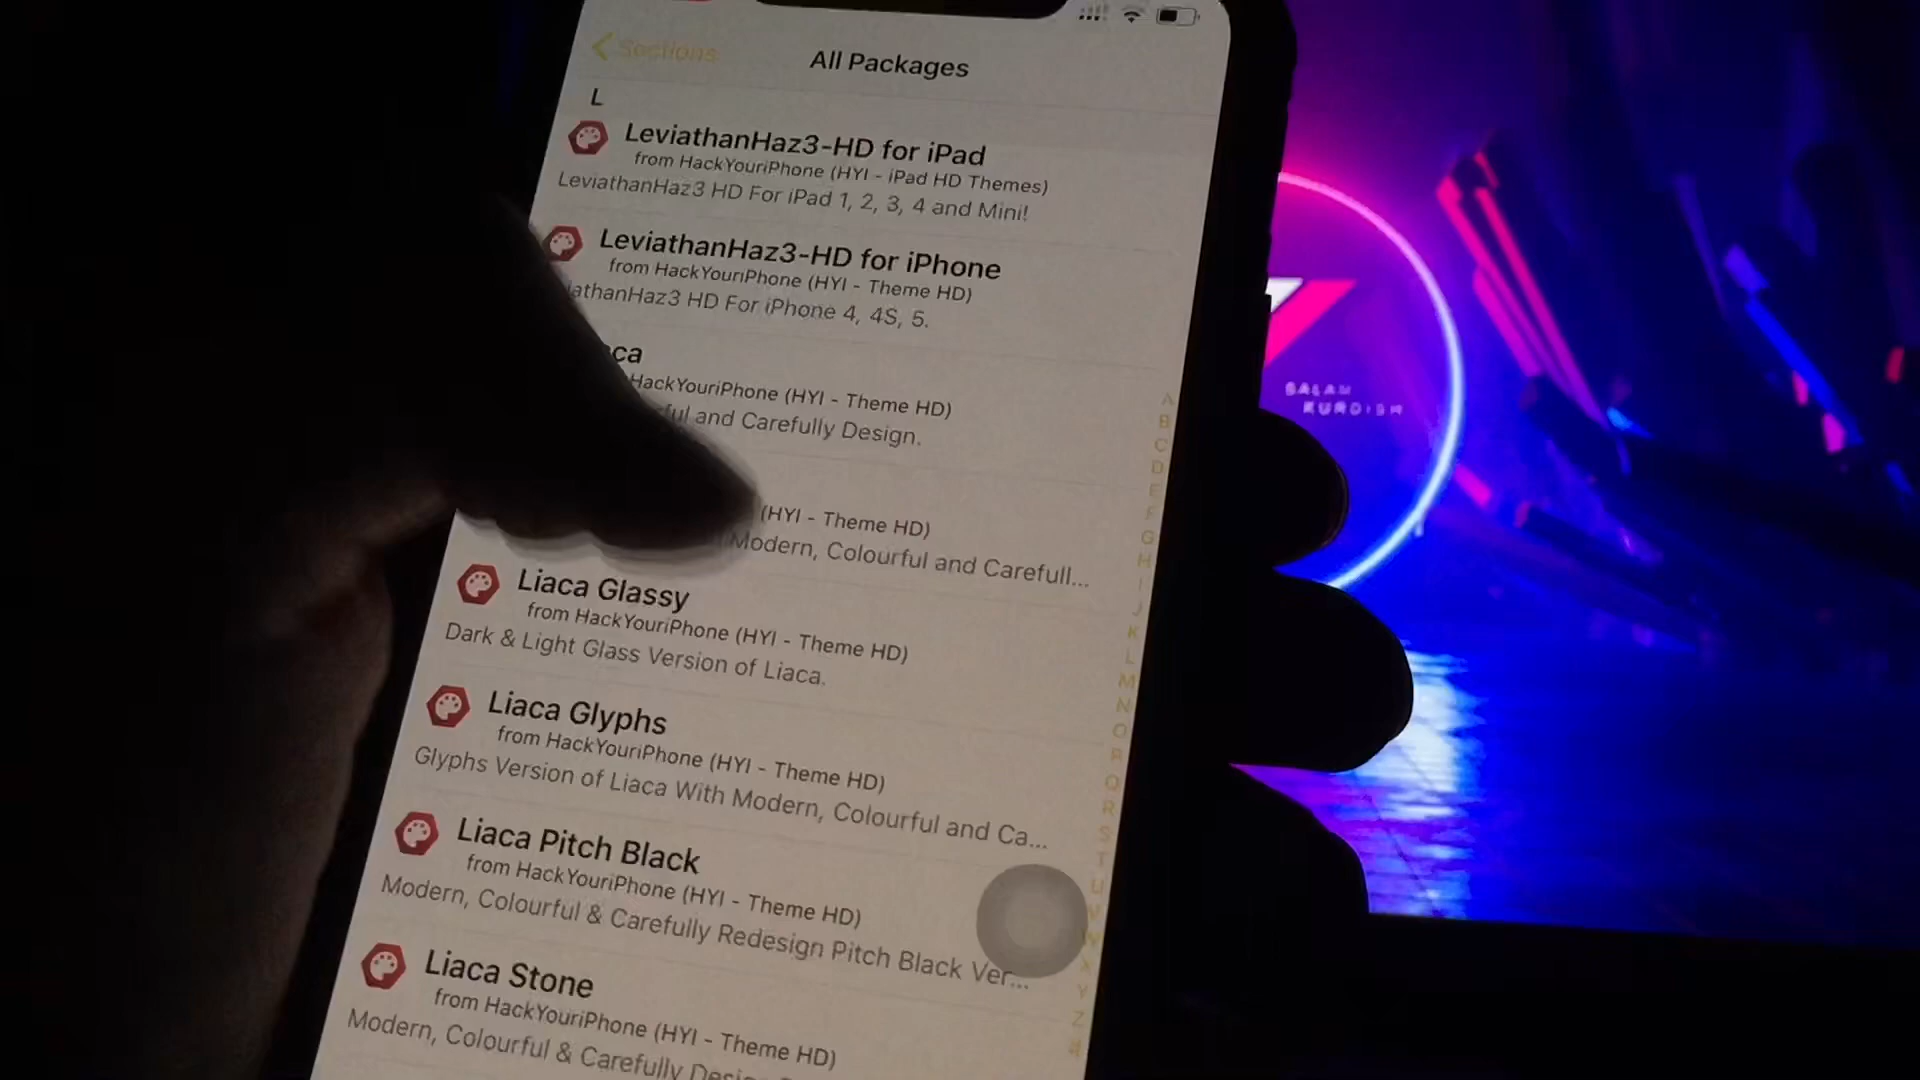 Sections
All Packages
L
LeviathanHaz3-HD for iPad
from HackYouriPhone (HYI - iPad HD Themes)
LeviathanHaz3 HD For iPad 1, 2, 3, 4 and Mini!
LeviathanHaz3-HD for iPhone
from HackYouriPhone (HYI - Theme HD)
iathanHaz3 HD For iPhone 4, 4S, 5.
ca
HackYouriPhone (HYI - Theme HD)
ful and Carefully Design.
(HYI - Theme HD)
Modern, Colourful and Carefull...
Liaca Glassy
from HackYouriPhone (HYI - Theme HD)
Dark & Light Glass Version of Liaca.
Liaca Glyphs
from HackYouriPhone (HYI - Theme HD)
Glyphs Version of Liaca With Modern, Colourful and Ca...
Liaca Pitch Black
from HackYouriPhone (HYI - Theme HD)
Modern, Colourful & Carefully Redesign Pitch Black Ver...
Liaca Stone
from HackYouriPhone (HYI - Theme HD)
Modern, Colourful & Carefully
A
B
C
D
E
F
G
H
I
J
K
L
M
N
O
P
Q
R
S
T
U
V
W
X
Y
Z
#
SALAM
KURDISH